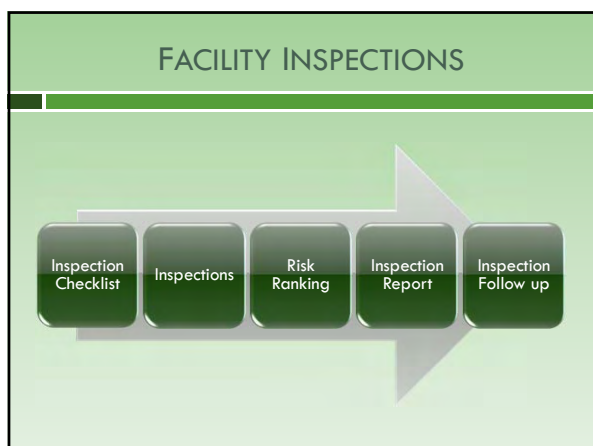 FACILITY INSPECTIONS
Inspection
Checklist
Inspections
Risk
Ranking
Inspection
Report
Inspection
Follow up